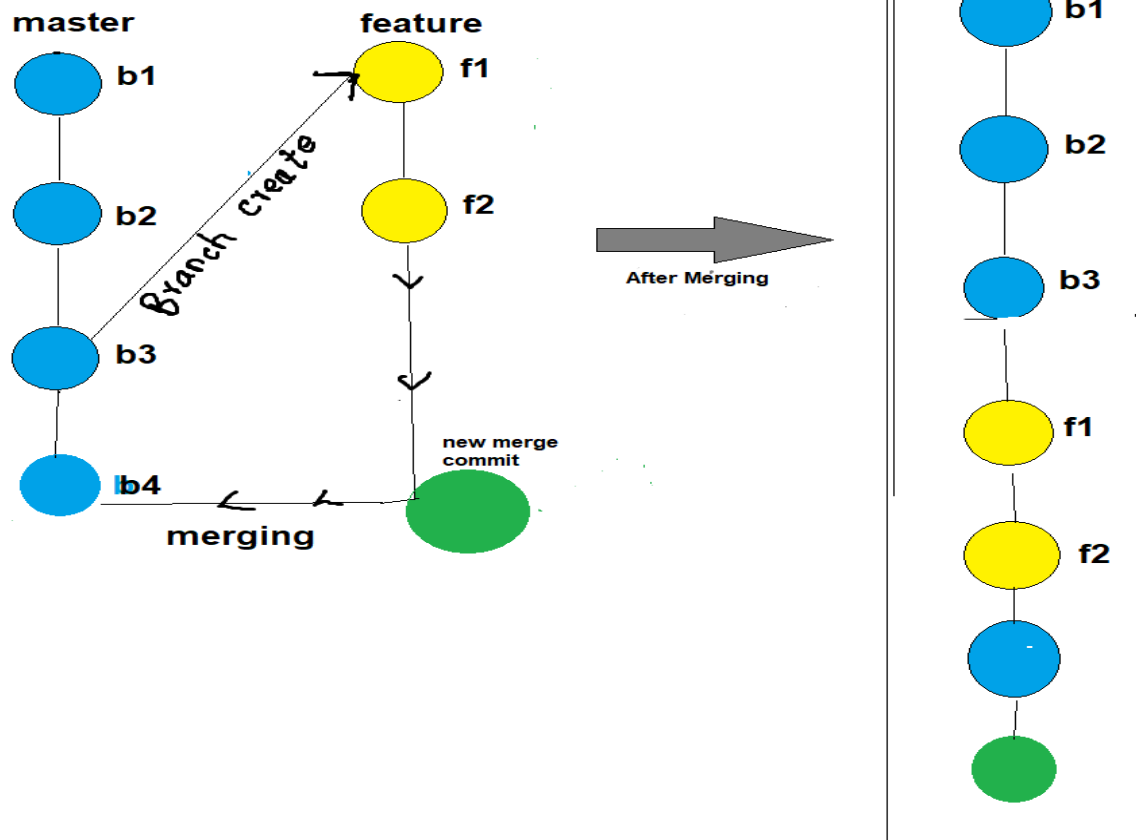 master
feature
b1
f1
b2
f2
b3
b4
Branch create
new merge
commit
merging
After Merging
b1
b2
b3
f1
f2